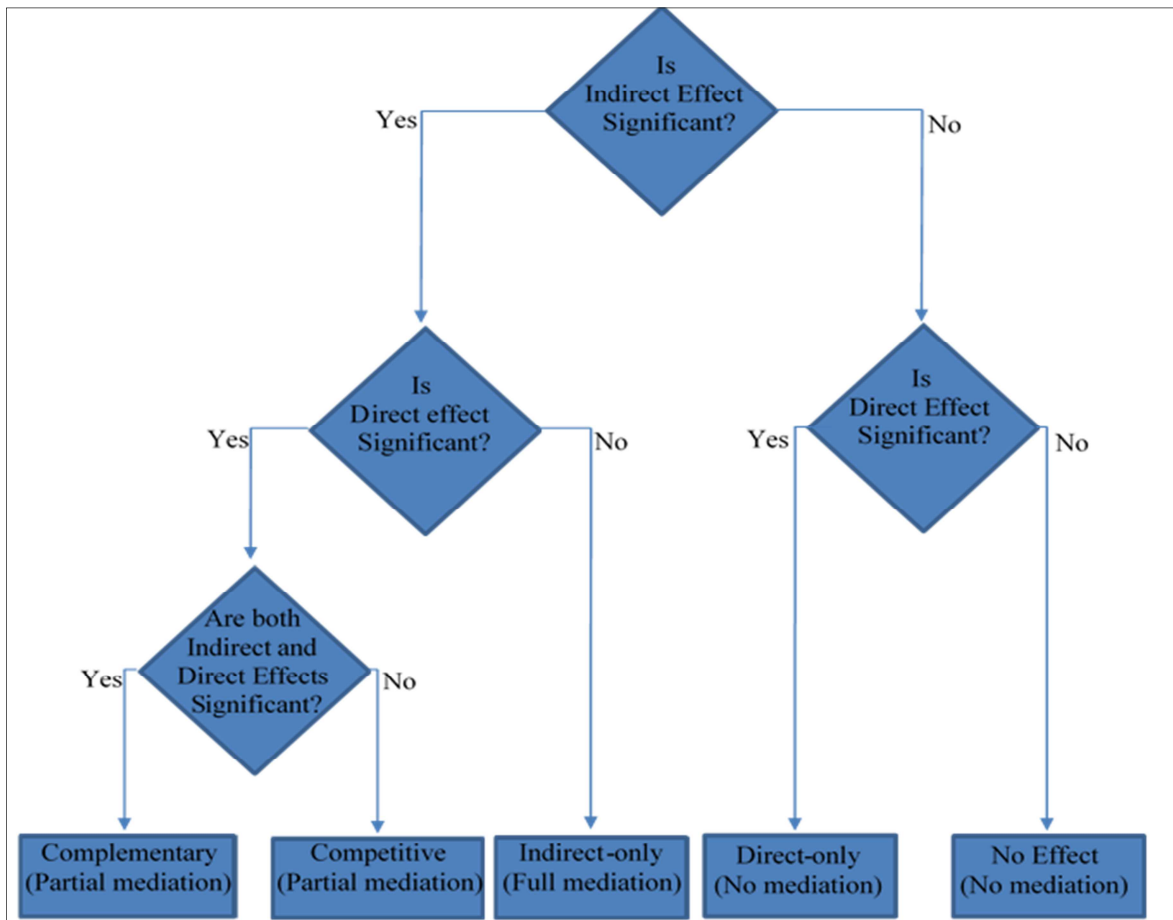 Is
Indirect Effect
Significant?
Yes
No
Is
Direct effect
Significant?
Is
Direct Effect
Significant?
Yes
No
Yes
No
Are both
Indirect and
Direct Effects
Significant?
Yes
No
Complementary
(Partial mediation)
Competitive
(Partial mediation)
Indirect-only
(Full mediation)
Direct-only
(No mediation)
No Effect
(No mediation)